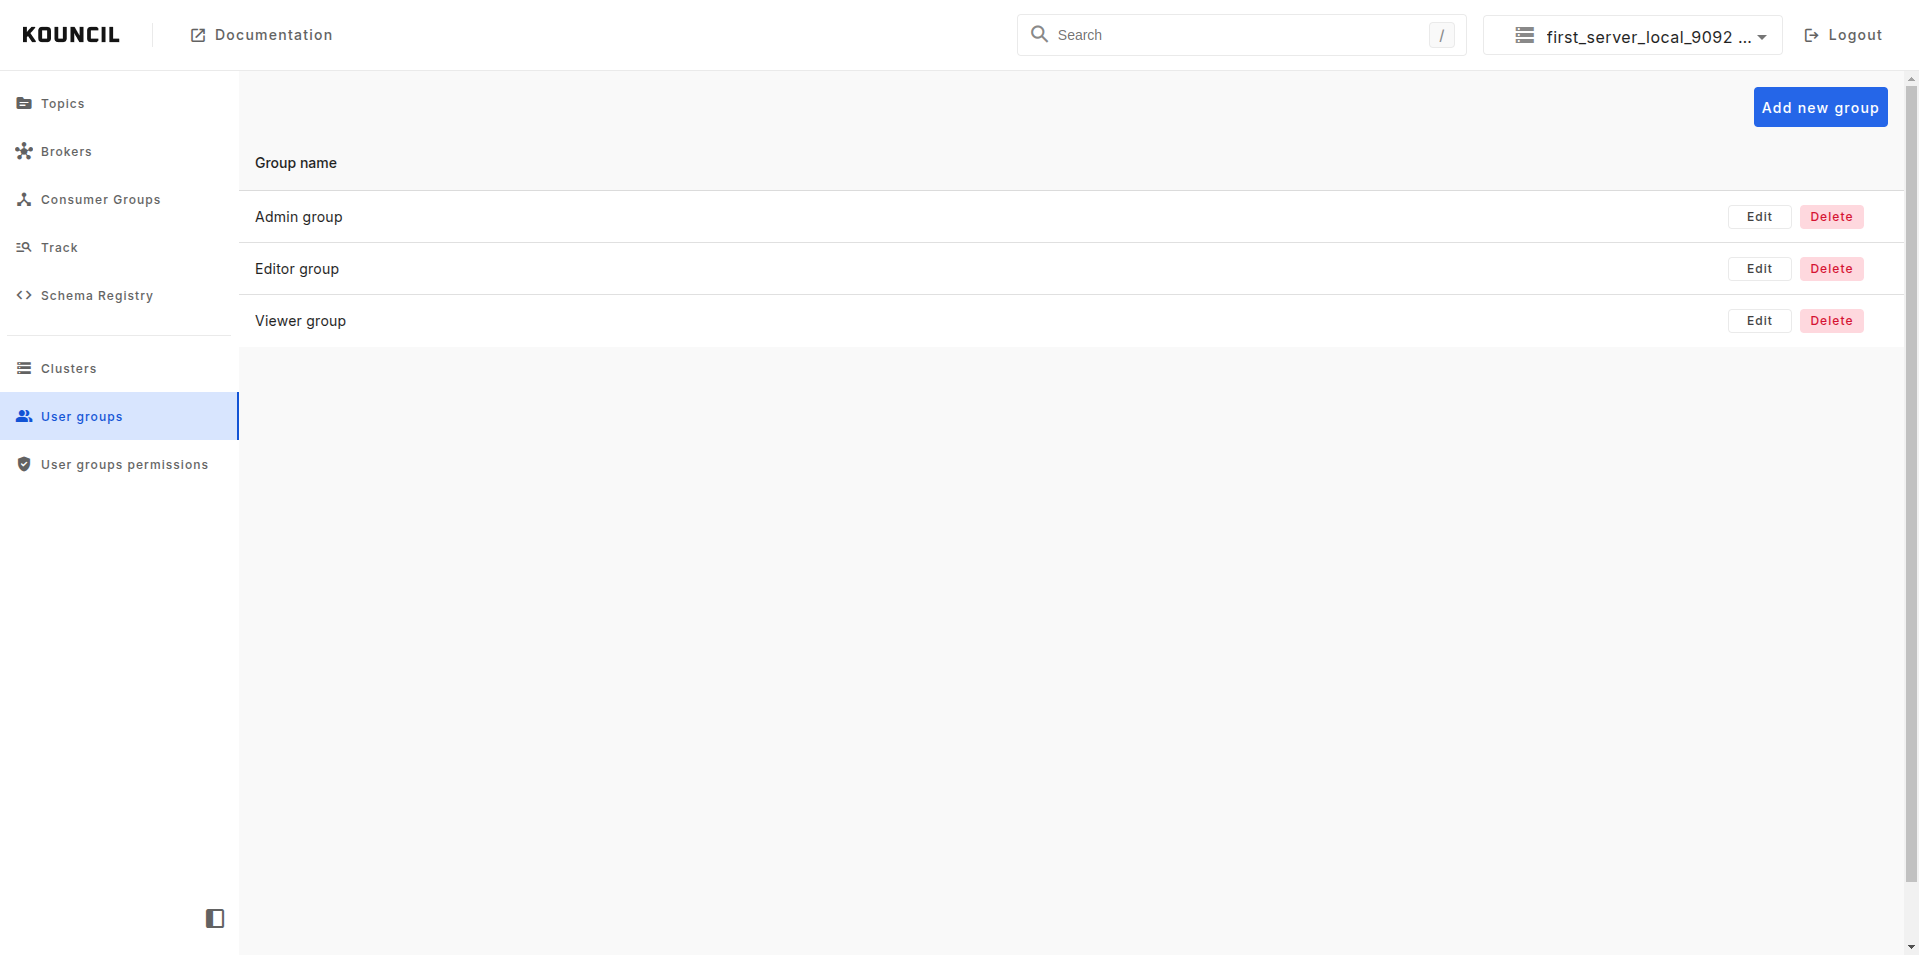 KOUNCIL
Documentation
Search
/
first_server_local_9092 ...
Logout
Topics
Brokers
Consumer Groups
Track
Schema Registry
Clusters
User groups
User groups permissions
Add new group
Group name
Admin group Edit Delete
Editor group Edit Delete
Viewer group Edit Delete